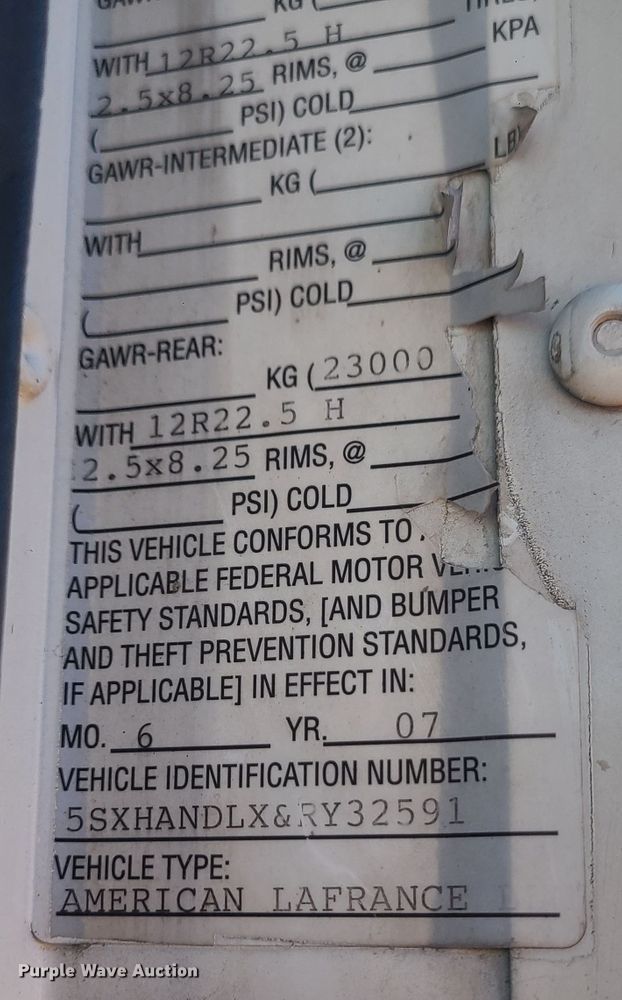 KG (
WITH 12R22.5 H
2.5x8.25 RIMS, @ KPA
( PSI) COLD
GAWR-INTERMEDIATE (2):
KG ( LB)
WITH
RIMS, @
( PSI) COLD
GAWR-REAR:
KG (23000
WITH 12R22.5 H
2.5x8.25 RIMS, @
( PSI) COLD
THIS VEHICLE CONFORMS TO
APPLICABLE FEDERAL MOTOR
SAFETY STANDARDS, [AND BUMPER
AND THEFT PREVENTION STANDARDS,
IF APPLICABLE] IN EFFECT IN:
MO. 6 YR. 07
VEHICLE IDENTIFICATION NUMBER:
5SXHANDLX&RY32591
VEHICLE TYPE:
AMERICAN LAFRANCE
Purple Wave Auction